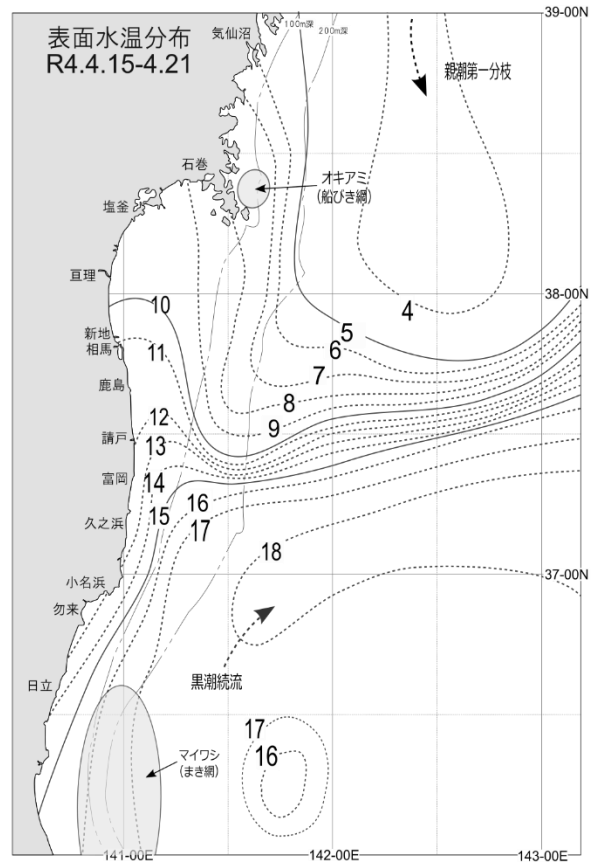 表面水温分布
R4.4.15-4.21
気仙沼
100m深
200m深
39-00N
親潮第一分枝
石巻
オキアミ
(船びき網)
塩釜
亘理
38-00N
4
10
5
新地
相馬
11
6
鹿島
7
8
12
9
請戸
13
富岡
14
16
15
17
久之浜
18
37-00N
小名浜
勿来
日立
黒潮続流
17
16
マイワシ
(まき網)
141-00E
142-00E
143-00E